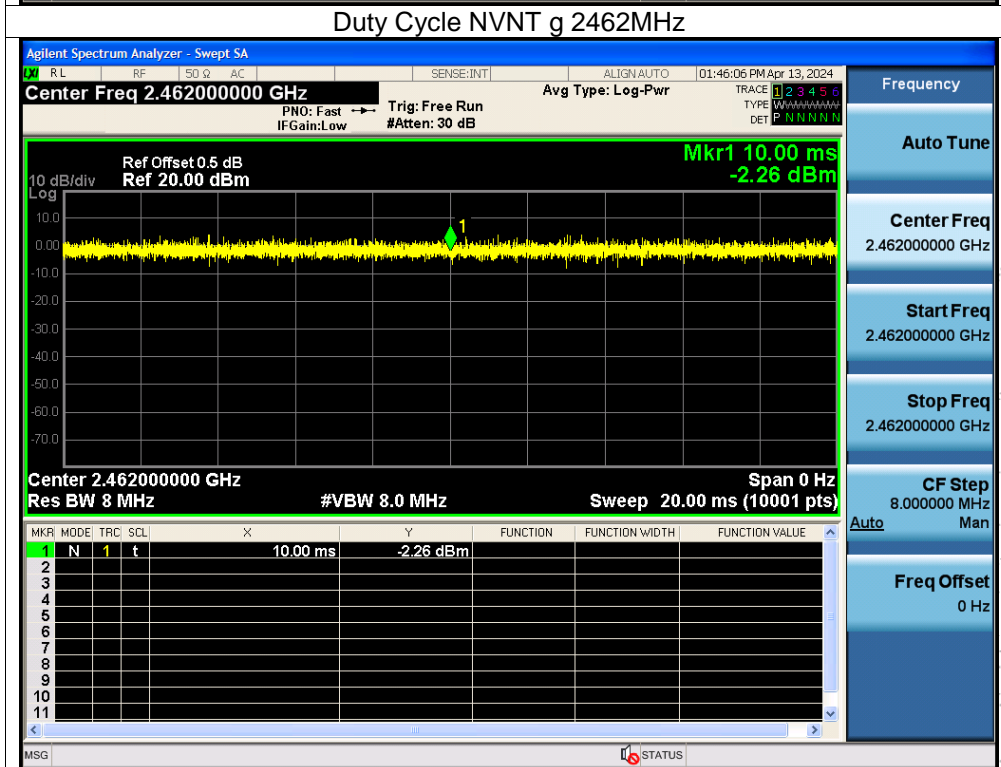 Duty Cycle NVNT g 2462MHz
Agilent Spectrum Analyzer - Swept SA
LXI RL RF 50 Ω AC SENSE:INT ALIGN AUTO 01:46:06 PM Apr 13, 2024
Center Freq 2.462000000 GHz Avg Type: Log-Pwr TRACE 1 2 3 4 5 6
PNO: Fast Trig: Free Run TYPE WWWWWW
IFGain:Low #Atten: 30 dB DET P N N N N N
Frequency
Mkr1 10.00 ms
Ref Offset 0.5 dB
10 dB/div Ref 20.00 dBm -2.26 dBm
Log
10.0
1
0.00
-10.0
-20.0
-30.0
-40.0
-50.0
-60.0
-70.0
Center 2.462000000 GHz Span 0 Hz
Res BW 8 MHz #VBW 8.0 MHz Sweep 20.00 ms (10001 pts)
MKR MODE TRC SCL X Y FUNCTION FUNCTION WIDTH FUNCTION VALUE
1 N 1 t 10.00 ms -2.26 dBm
2
3
4
5
6
7
8
9
10
11
MSG STATUS
Auto Tune
Center Freq
2.462000000 GHz
Start Freq
2.462000000 GHz
Stop Freq
2.462000000 GHz
CF Step
8.000000 MHz
Auto Man
Freq Offset
0 Hz